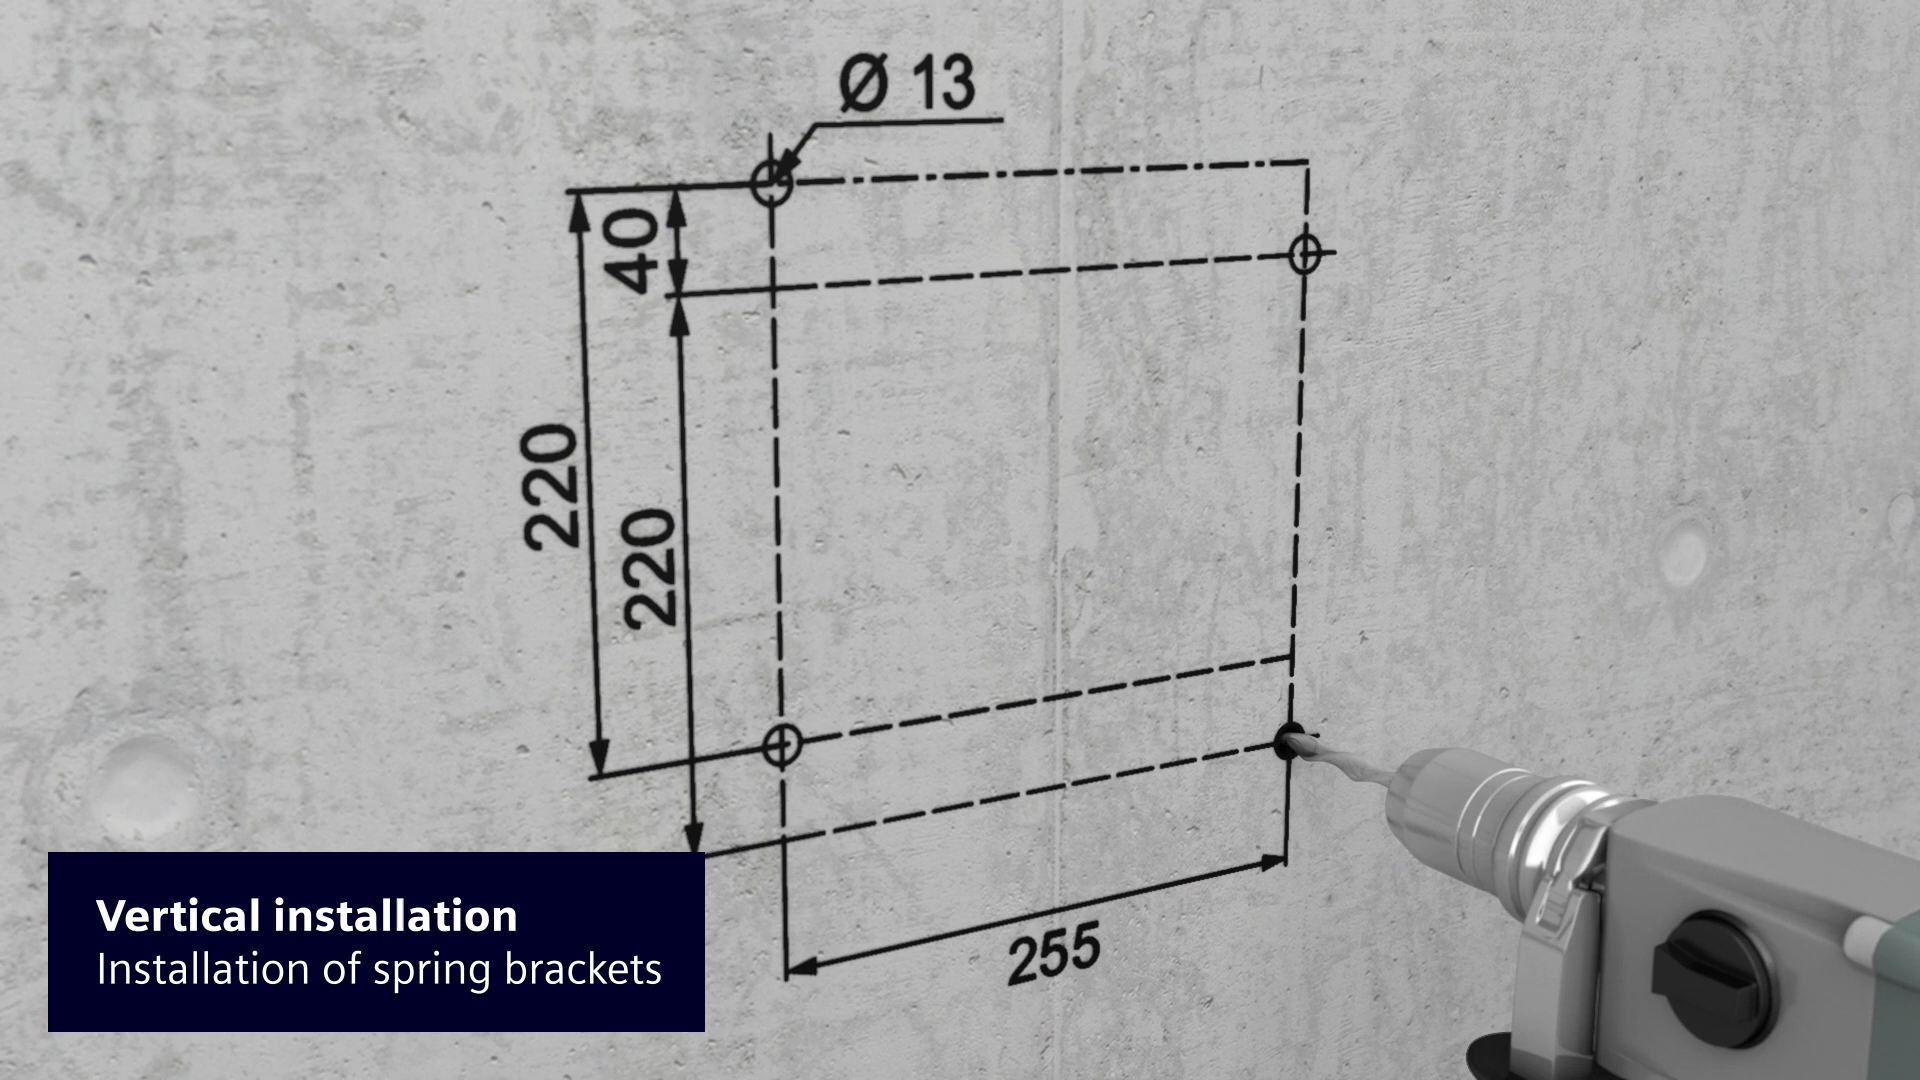 Ø 13
40
220
220
255
Vertical installation
Installation of spring brackets